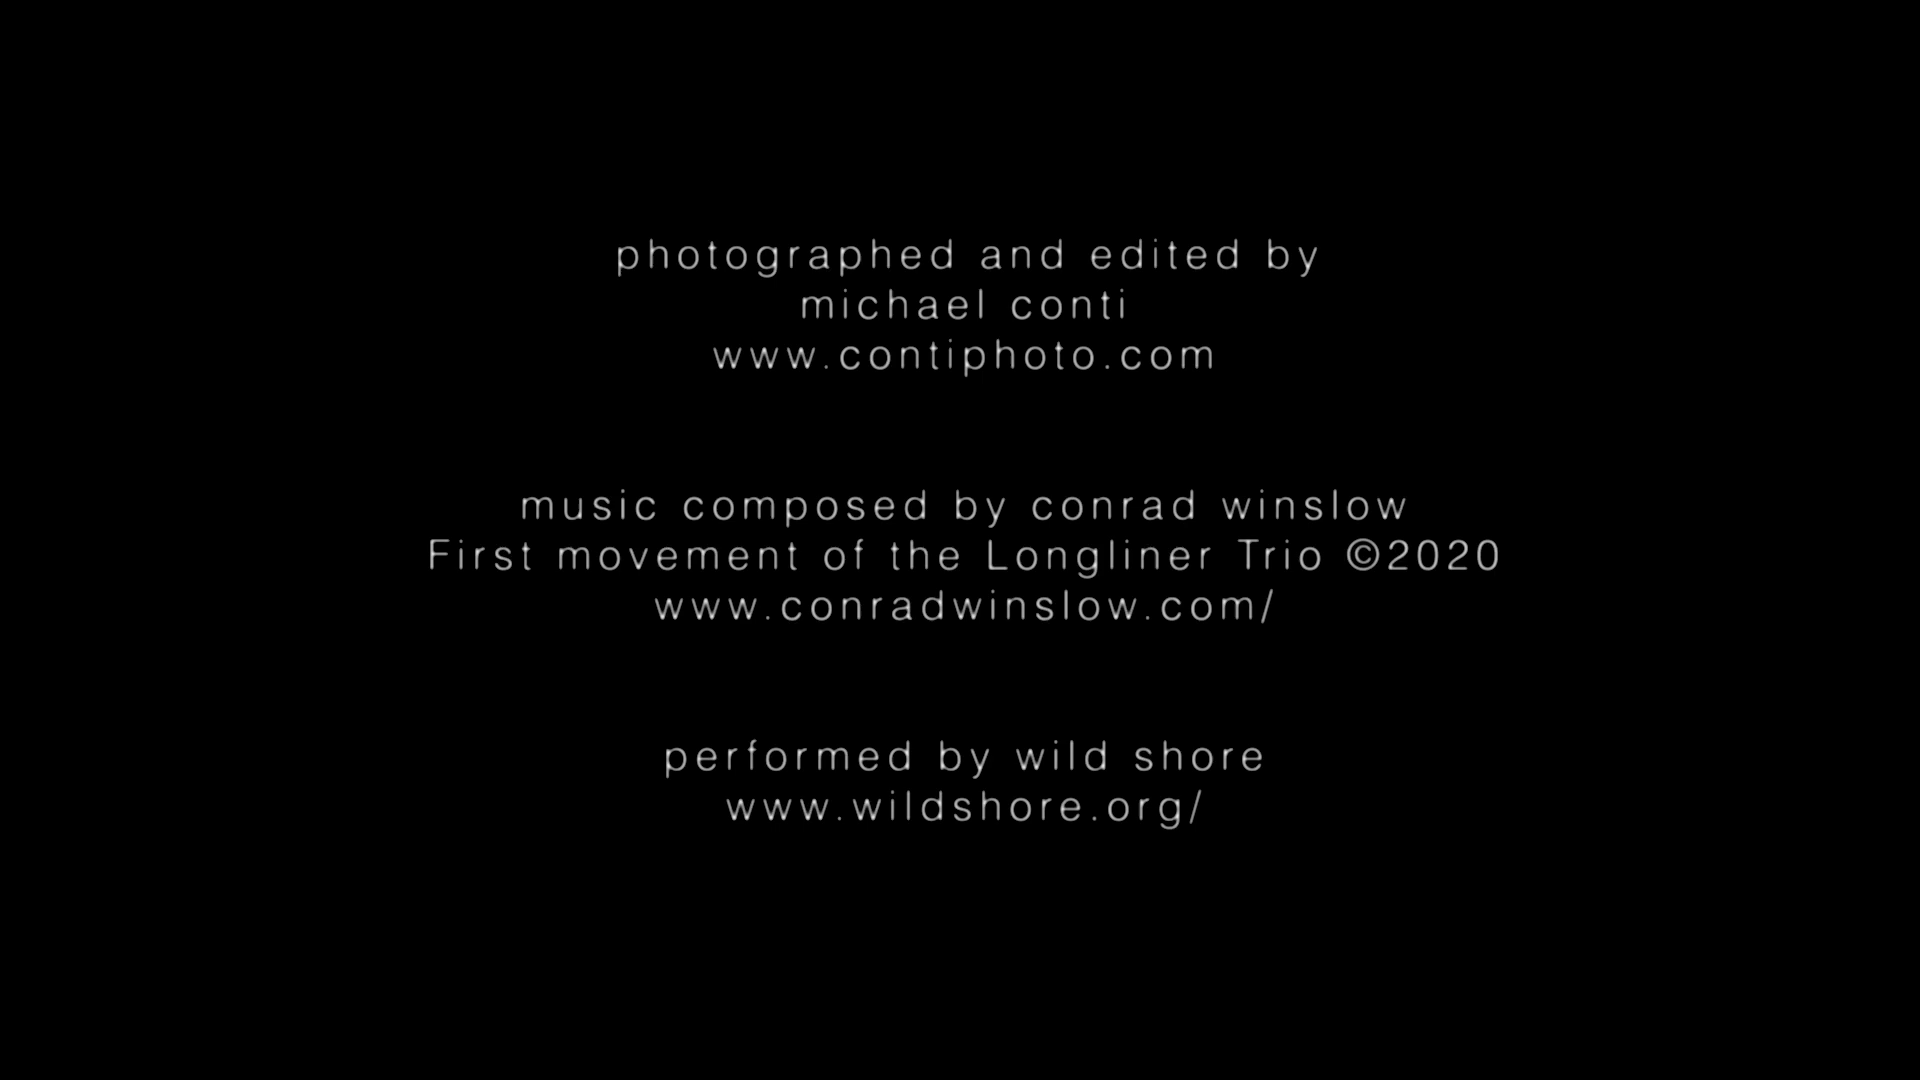 photographed and edited by
michael conti
www.contiphoto.com
music composed by conrad winslow
First movement of the Longliner Trio ©2020
www.conradwinslow.com/
performed by wild shore
www.wildshore.org/